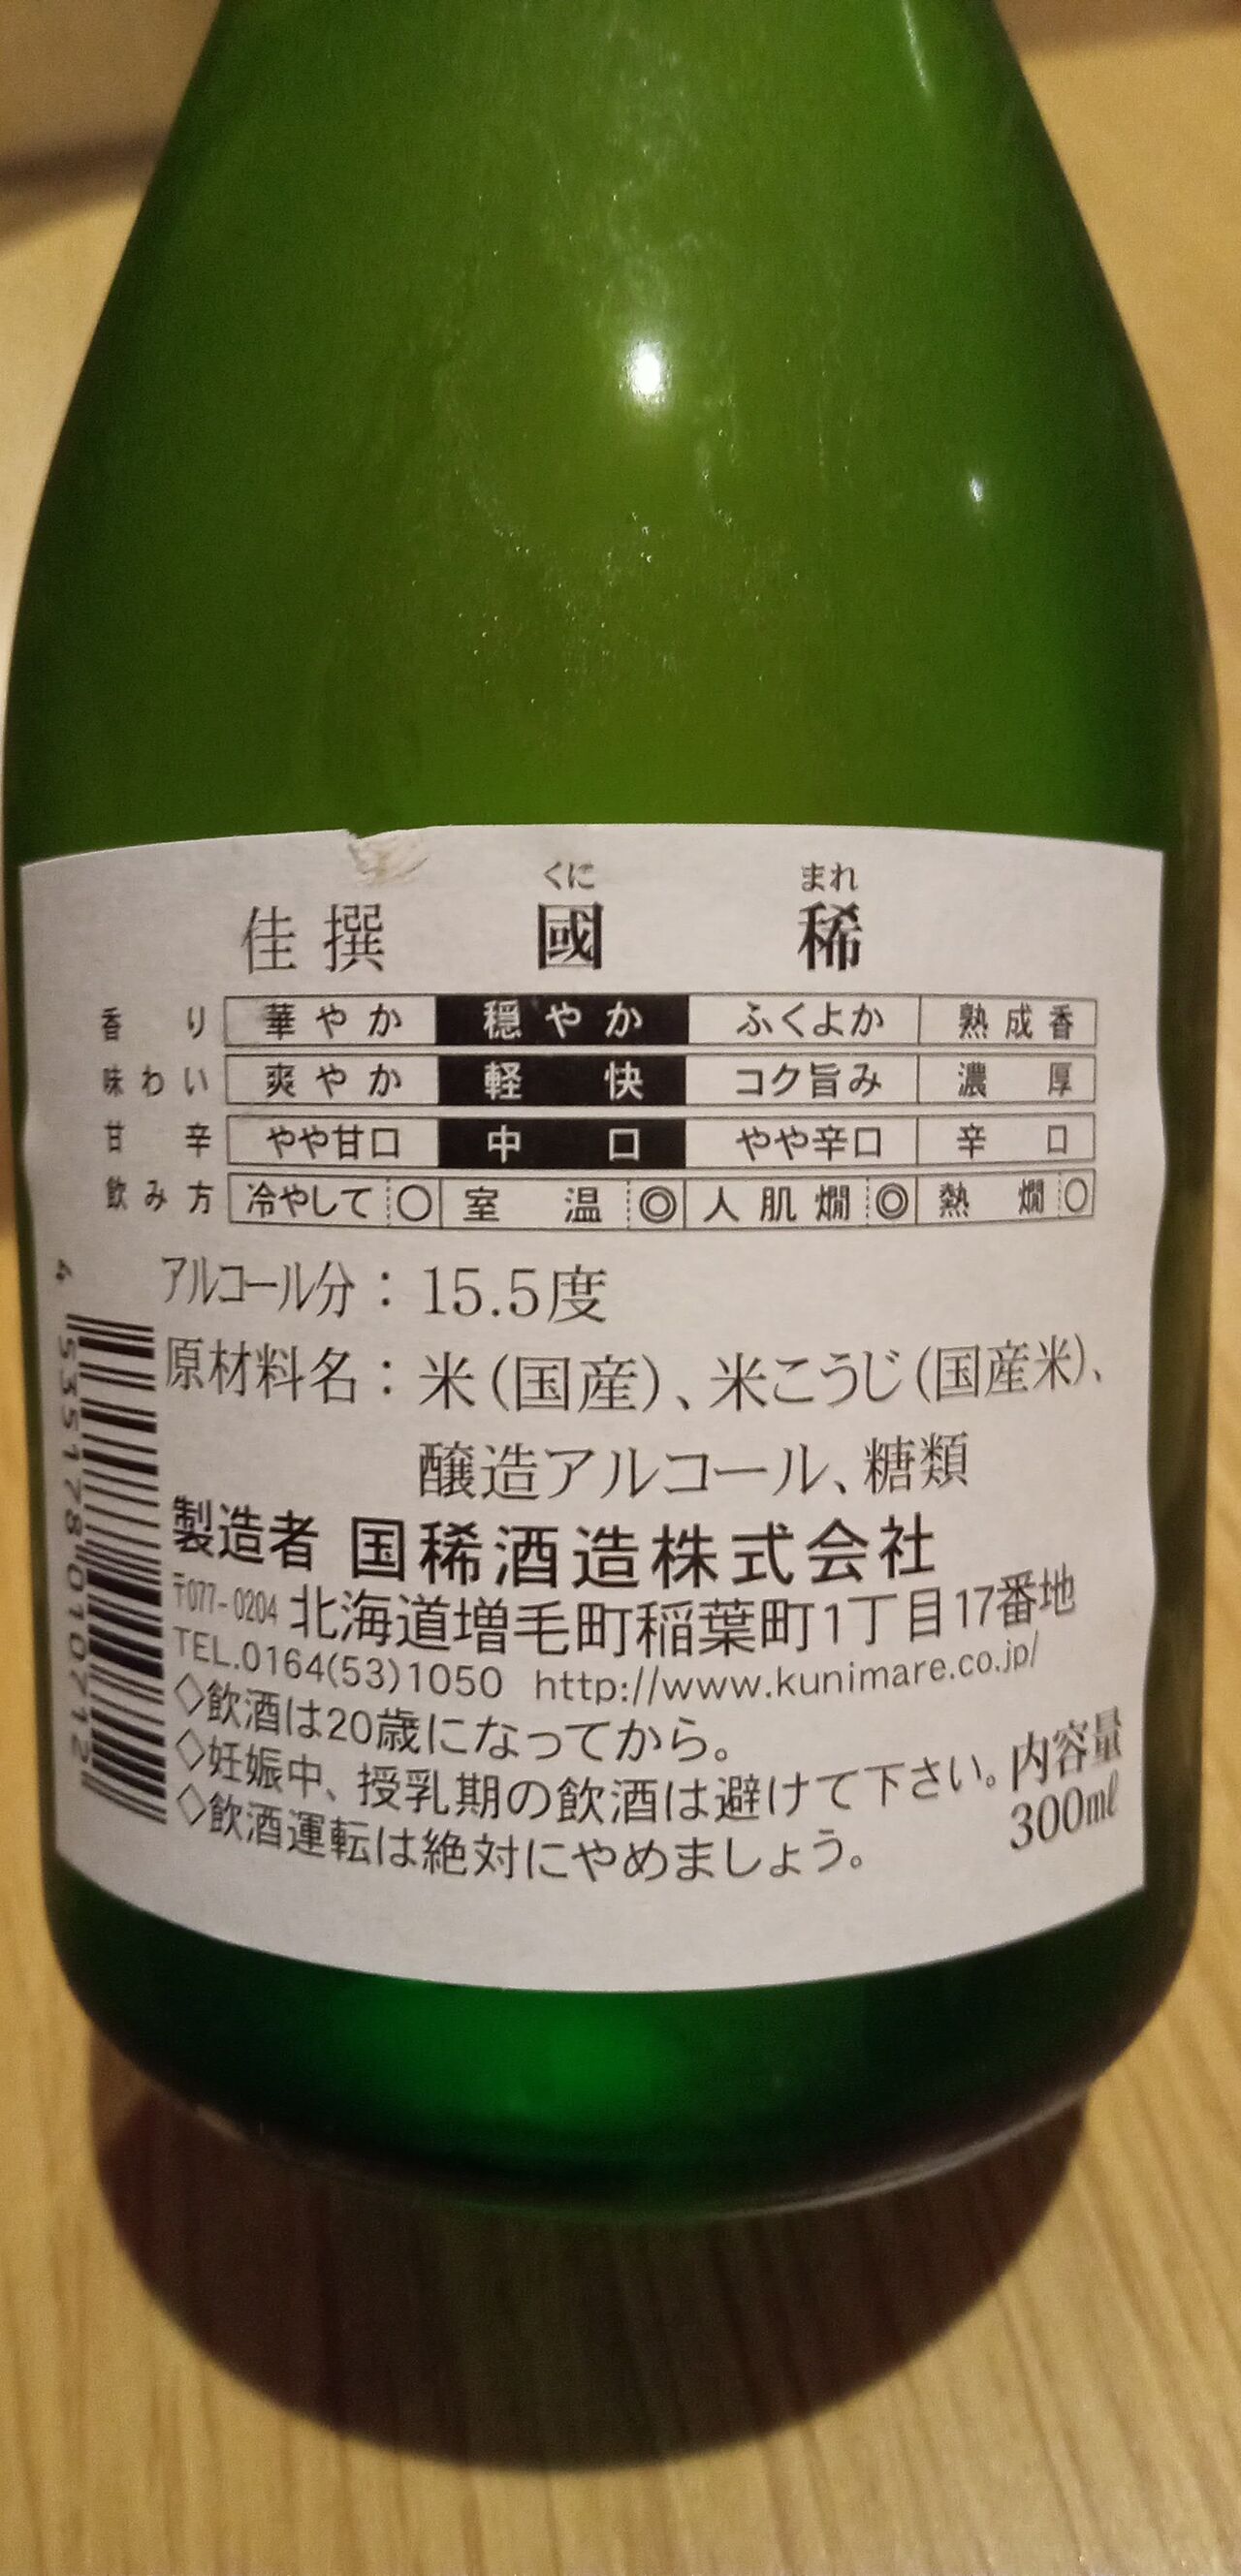 くに まれ
佳撰 國 稀
香り 華やか 穏やか ふくよか 熟成香
味わい 爽やか 軽快 コク旨み 濃厚
甘辛 やや甘口 中口 やや辛口 辛口
飲み方 冷やして ○ 室温 ◎ 人肌燗 ◎ 熱燗 ○
アルコール分：15.5度
原材料名：米(国産)、米こうじ(国産米)、
醸造アルコール、糖類
製造者 国稀酒造株式会社
〒077-0204 北海道増毛町稲葉町1丁目17番地
TEL.0164(53)1050 http://www.kunimare.co.jp/
◇飲酒は20歳になってから。
◇妊娠中、授乳期の飲酒は避けて下さい。
◇飲酒運転は絶対にやめましょう。
内容量
300ml
4 535178 010712